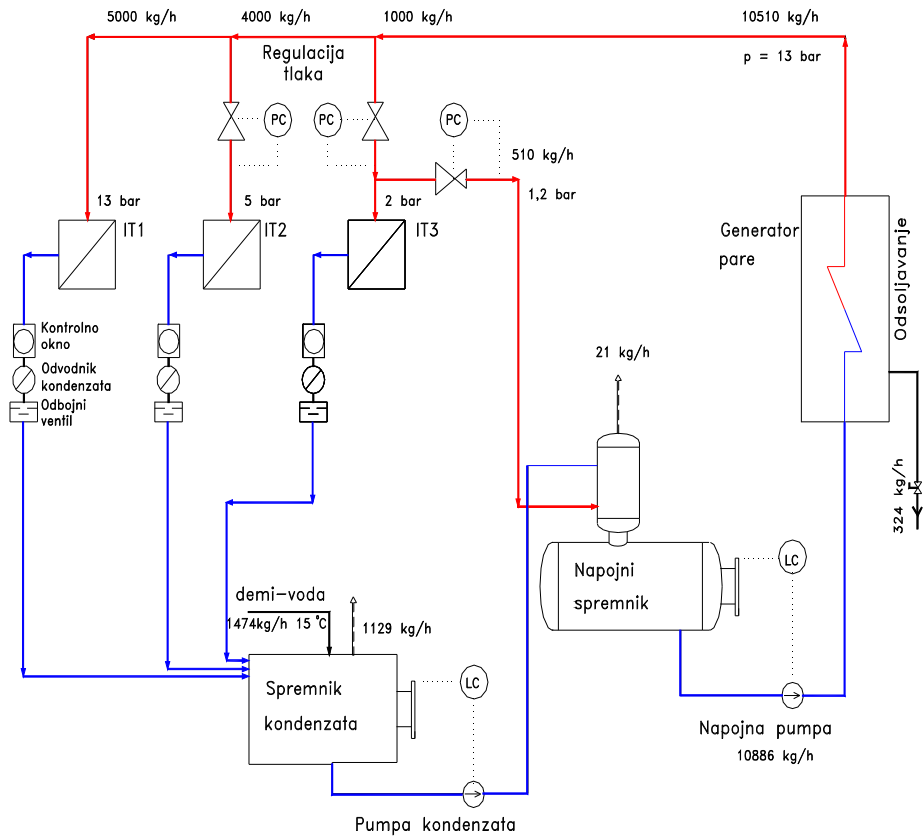 5000 kg/h
4000 kg/h
1000 kg/h
10510 kg/h
Regulacija
tlaka
p = 13 bar
PC
PC
PC
510 kg/h
13 bar
5 bar
2 bar
1,2 bar
IT1
IT2
IT3
Generator
pare
Odsoljavanje
Kontrolno
okno
Odvodnik
kondenzata
Odbojni
ventil
21 kg/h
324 kg/h
Napojni
spremnik
LC
demi-voda
1474kg/h 15 °C
1129 kg/h
Spremnik
kondenzata
LC
Napojna pumpa
10886 kg/h
Pumpa kondenzata